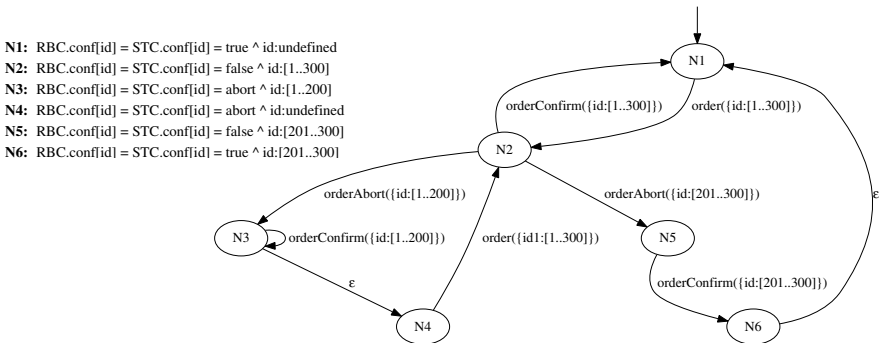 N1: RBC.conf[id] = STC.conf[id] = true ^ id:undefined
N2: RBC.conf[id] = STC.conf[id] = false ^ id:[1..300]
N3: RBC.conf[id] = STC.conf[id] = abort ^ id:[1..200]
N4: RBC.conf[id] = STC.conf[id] = abort ^ id:undefined
N5: RBC.conf[id] = STC.conf[id] = false ^ id:[201..300]
N6: RBC.conf[id] = STC.conf[id] = true ^ id:[201..300]
N1
orderConfirm({id:[1..300]})
order({id:[1..300]})
N2
orderAbort({id:[1..200]})
orderAbort({id:[201..300]})
ε
N3
orderConfirm({id:[1..200]})
order({id1:[1..300]})
N5
ε
orderConfirm({id:[201..300]})
N4
N6